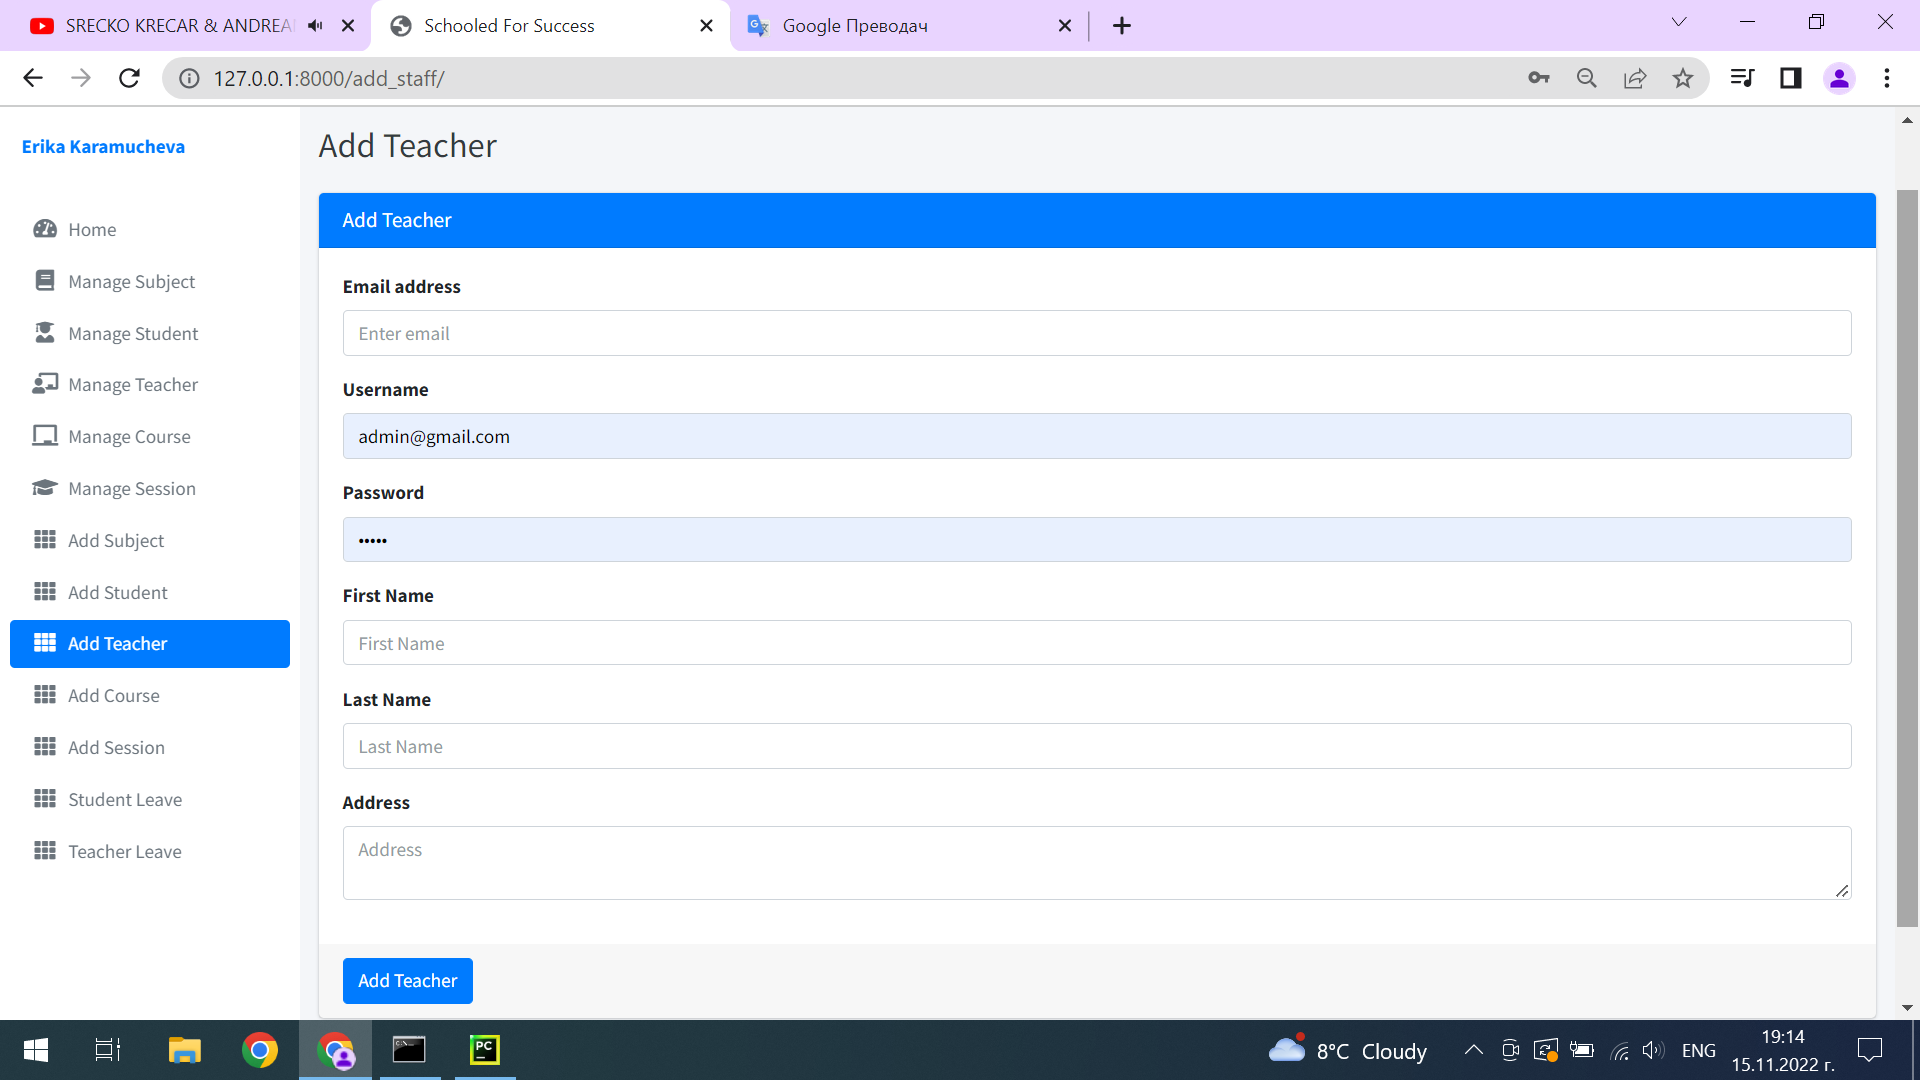 SRECKO KRECAR & ANDREA
Schooled For Success
Google Преводач
127.0.0.1:8000/add_staff/
Erika Karamucheva
Home
Manage Subject
Manage Student
Manage Teacher
Manage Course
Manage Session
Add Subject
Add Student
Add Teacher
Add Course
Add Session
Student Leave
Teacher Leave
Add Teacher
Add Teacher
Email address
Enter email
Username
admin@gmail.com
Password
•••••
First Name
First Name
Last Name
Last Name
Address
Address
Add Teacher
PC
8°C Cloudy
ENG
19:14
15.11.2022 г.